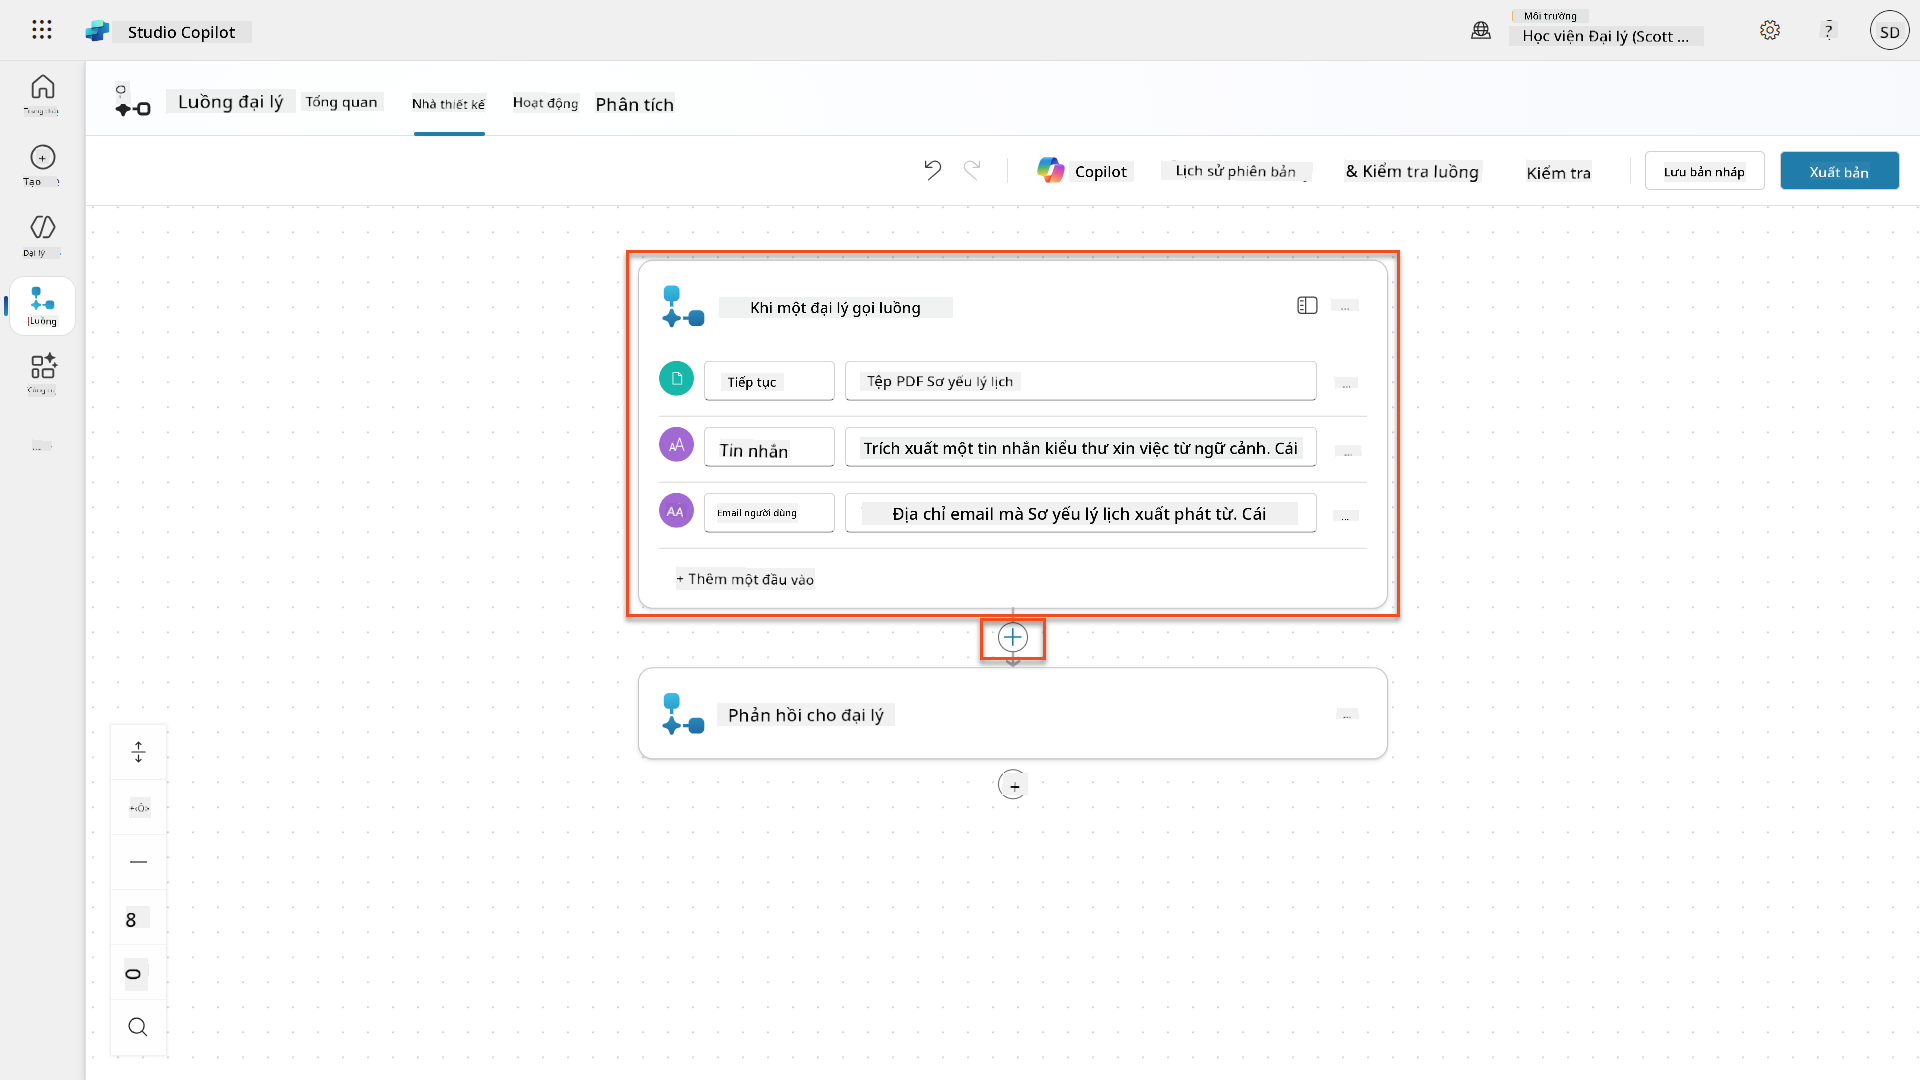 Studio Copilot
Môi trường
Học viện Đại lý (Scott ...
?
SD
Luồng đại lý
Tổng quan
Nhà thiết kế
Hoạt động
Phân tích
Tạo
Đại lý
Luồng
Copilot
Lịch sử phiên bản
& Kiểm tra luồng
Kiểm tra
Lưu bản nháp
Xuất bản
Khi một đại lý gọi luồng
...
Tiếp tục
Tệp PDF Sơ yếu lý lịch
...
AA
Tin nhắn
Trích xuất một tin nhắn kiểu thư xin việc từ ngữ cảnh. Cái
...
AA
Email người dùng
Địa chỉ email mà Sơ yếu lý lịch xuất phát từ. Cái
...
+ Thêm một đầu vào
Phản hồi cho đại lý
...
8